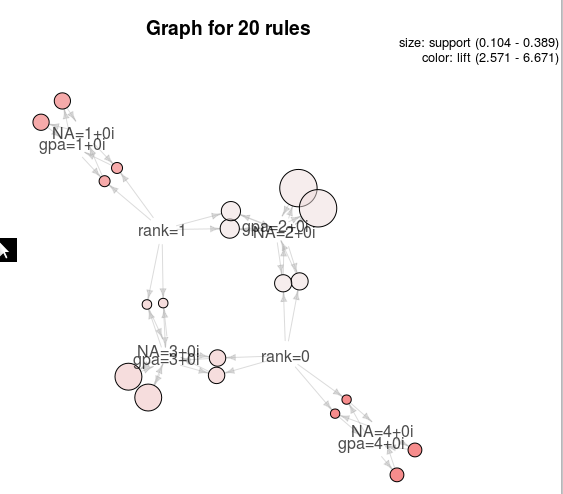 Graph for 20 rules
size: support (0.104 - 0.389)
color: lift (2.571 - 6.671)
NA=1+0i
gpa=1+0i
rank=1
gpa=2+0i
NA=2+0i
NA=3+0i
gpa=3+0i
rank=0
NA=4+0i
gpa=4+0i